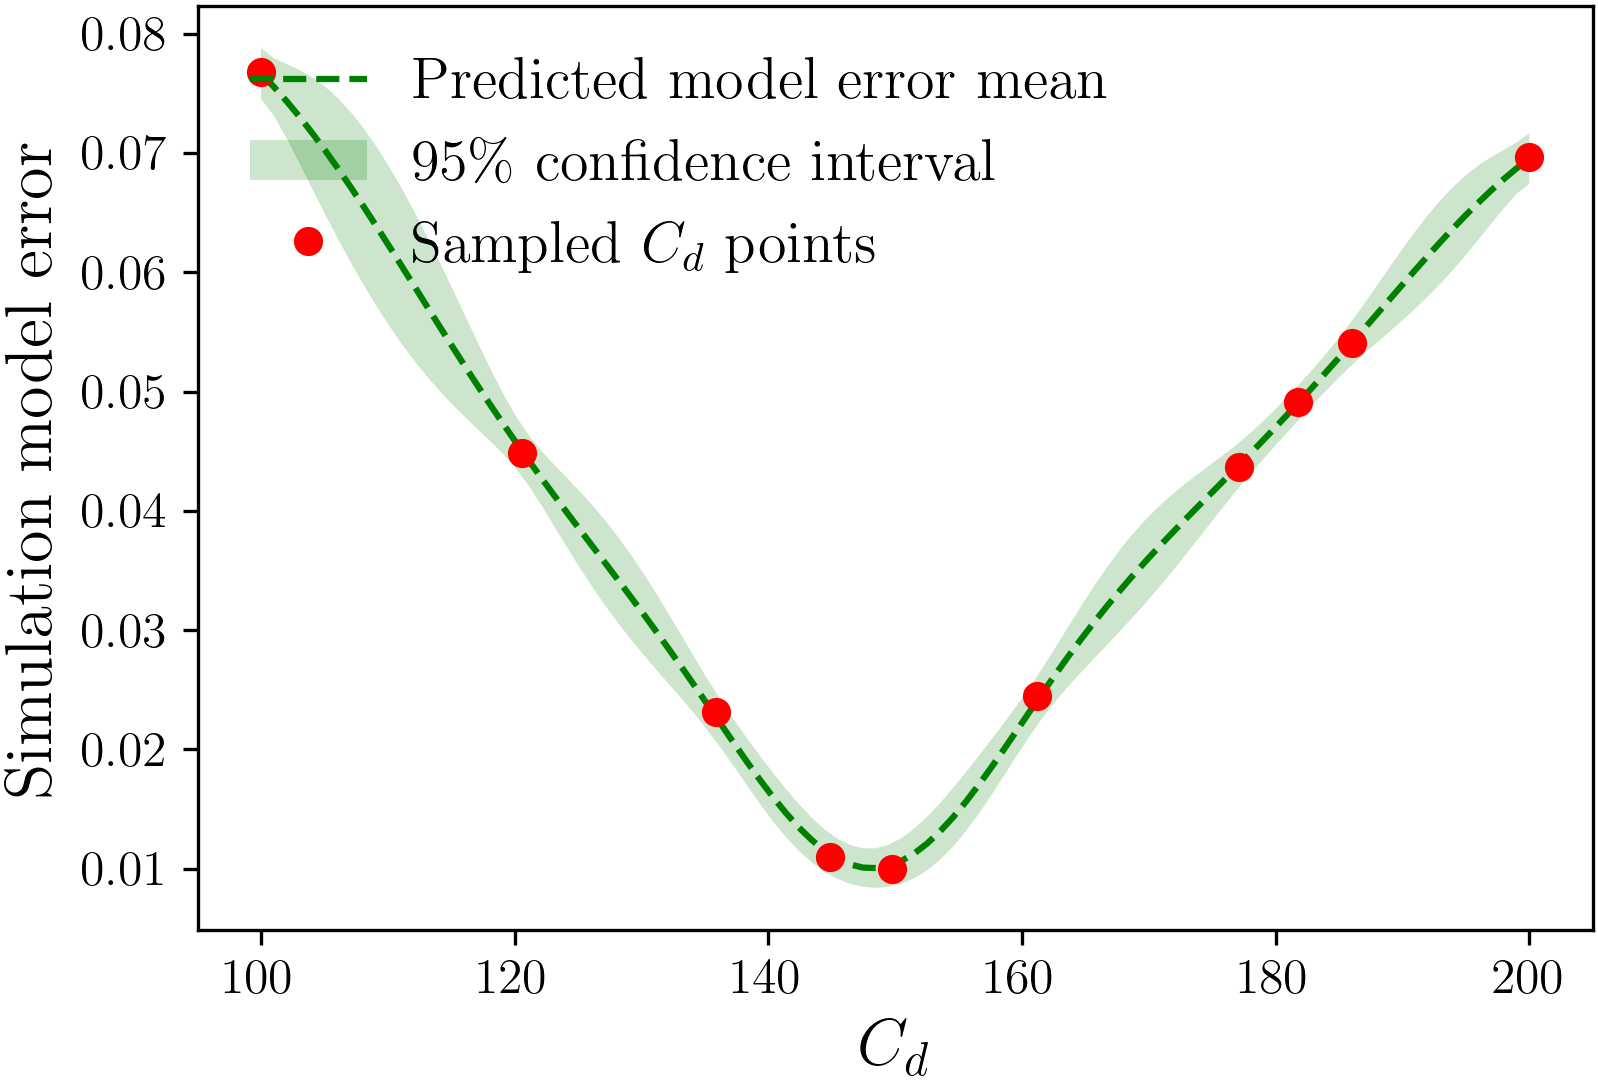 0.08
0.07
0.06
0.05
0.04
0.03
0.02
0.01
Simulation model error
Predicted model error mean
95% confidence interval
Sampled C_d points
100 120 140 160 180 200
C_d